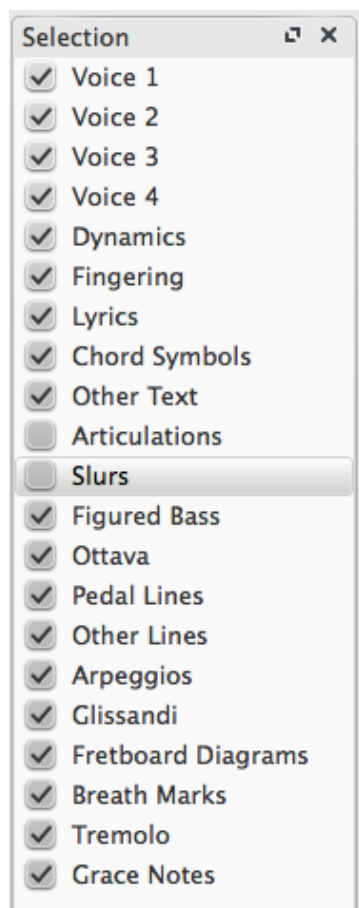 Selection
Voice 1
Voice 2
Voice 3
Voice 4
Dynamics
Fingering
Lyrics
Chord Symbols
Other Text
Articulations
Slurs
Figured Bass
Ottava
Pedal Lines
Other Lines
Arpeggios
Glissandi
Fretboard Diagrams
Breath Marks
Tremolo
Grace Notes